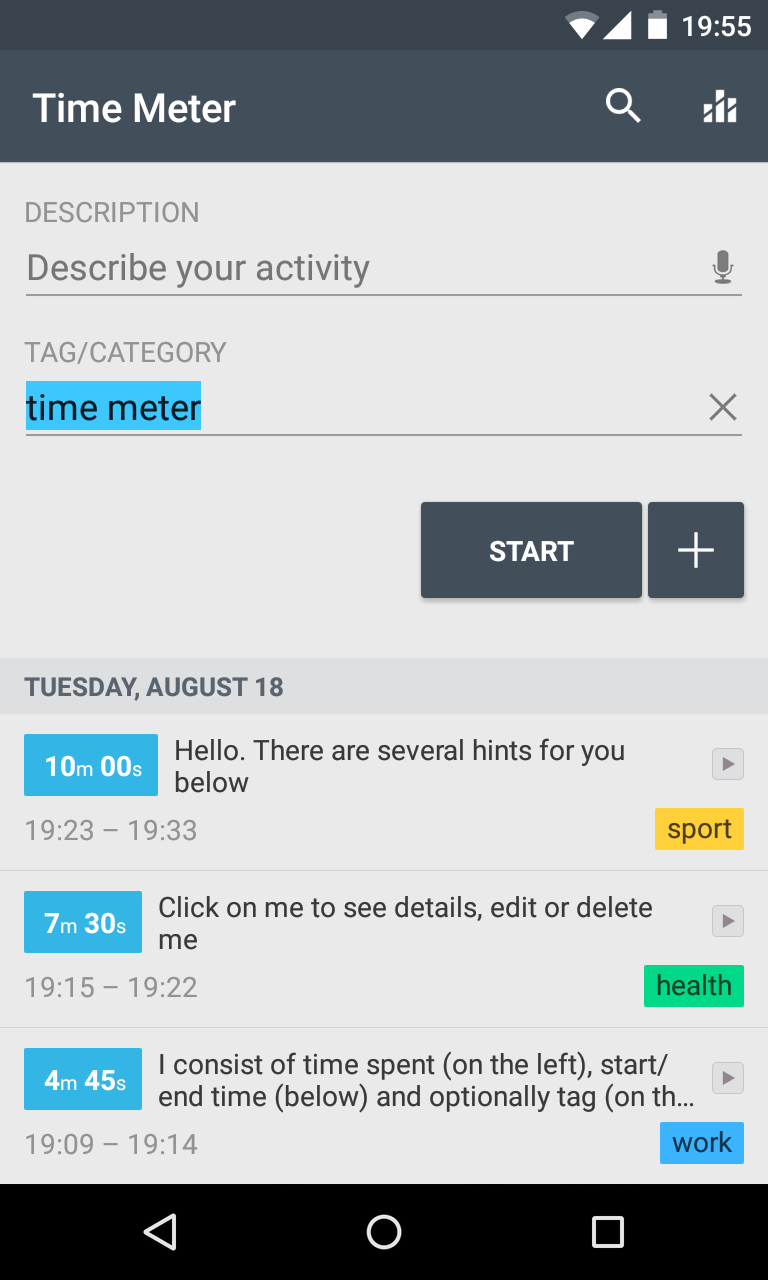 19:55
Time Meter
DESCRIPTION
Describe your activity
TAG/CATEGORY
time meter
START
TUESDAY, AUGUST 18
10m 00s
Hello. There are several hints for you
below
19:23 – 19:33
sport
7m 30s
Click on me to see details, edit or delete
me
19:15 – 19:22
health
4m 45s
I consist of time spent (on the left), start/
end time (below) and optionally tag (on th…
19:09 – 19:14
work